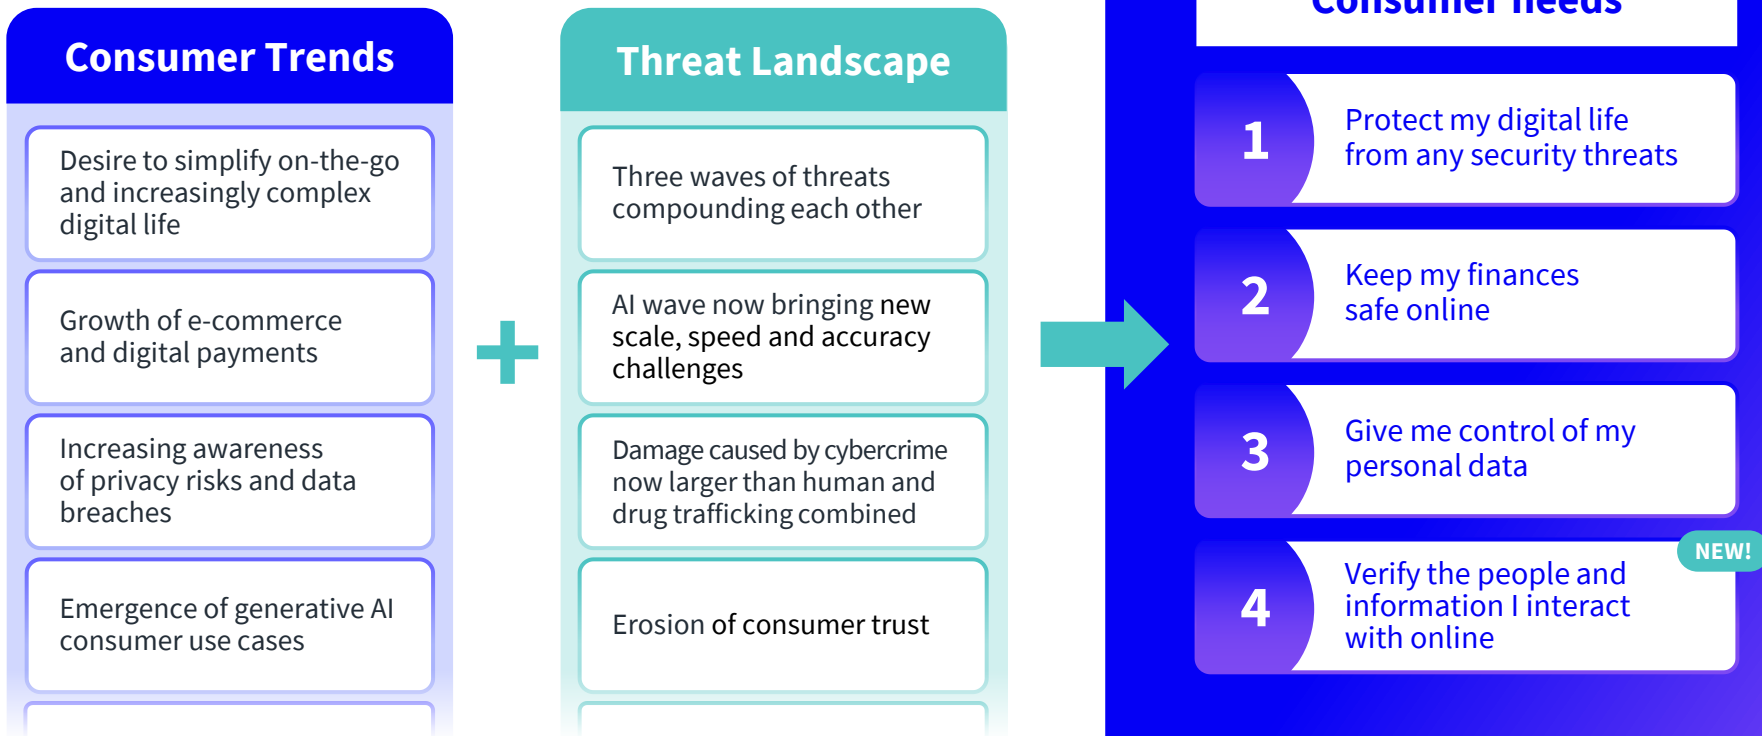 Consumer Trends
Desire to simplify on-the-go
and increasingly complex
digital life
Growth of e-commerce
and digital payments
Increasing awareness
of privacy risks and data
breaches
Emergence of generative AI
consumer use cases
Threat Landscape
Three waves of threats
compounding each other
AI wave now bringing new
scale, speed and accuracy
challenges
Damage caused by cybercrime
now larger than human and
drug trafficking combined
Erosion of consumer trust
Consumer needs
1
Protect my digital life
from any security threats
2
Keep my finances
safe online
3
Give me control of my
personal data
NEW!
4
Verify the people and
information I interact
with online